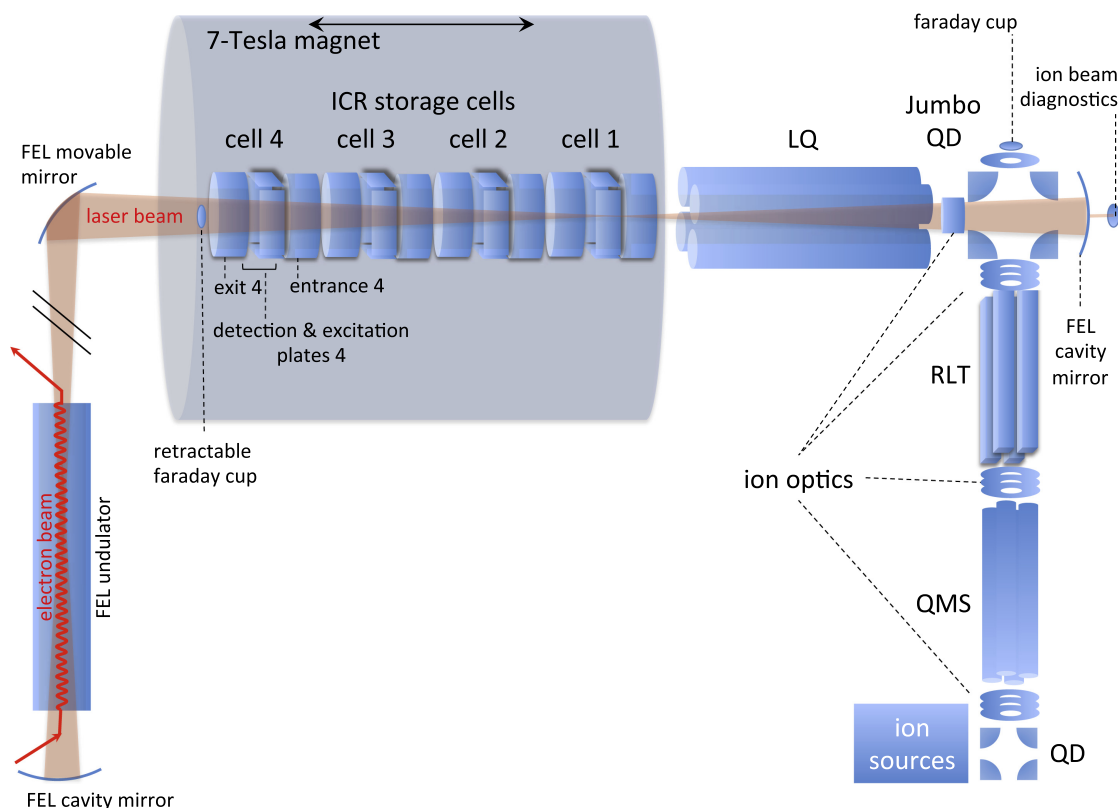 faraday cup
7-Tesla magnet
ion beam
diagnostics
ICR storage cells
Jumbo
QD
cell 4
cell 3
cell 2
cell 1
LQ
FEL movable
mirror
laser beam
exit 4
entrance 4
detection & excitation
plates 4
FEL
cavity
mirror
RLT
retractable
faraday cup
ion optics
electron beam
FEL undulator
QMS
ion
sources
QD
FEL cavity mirror